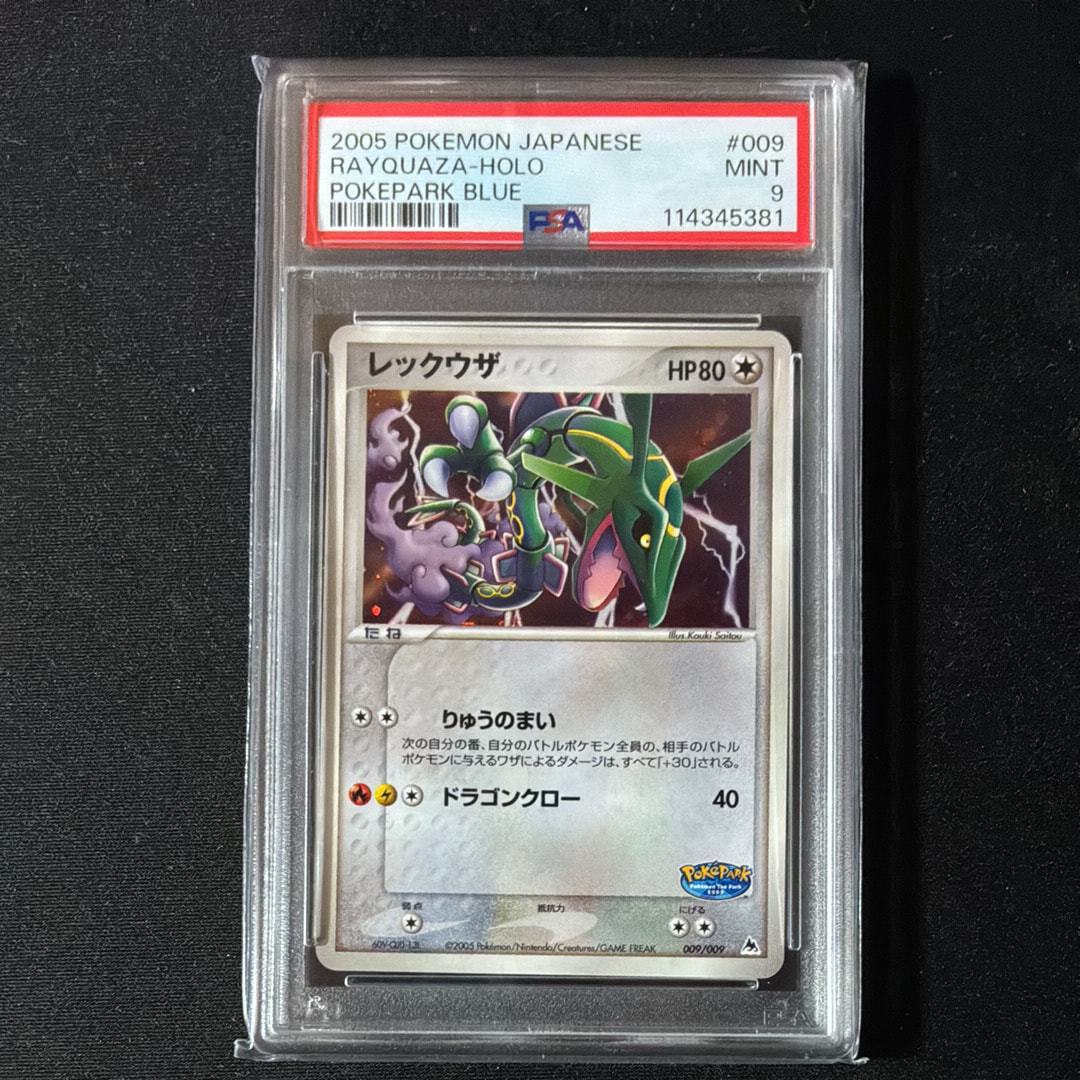 2005 POKEMON JAPANESE #009
RAYQUAZA-HOLO MINT
POKEPARK BLUE 9
PSA 114345381
レックウザ HP80
たね Illus.Kouki Saitou
りゅうのまい
次の自分の番、自分のバトルポケモン全員の、相手のバトル
ポケモンに与えるワザによるダメージは、すべて「+30」される。
ドラゴンクロー 40
PokéPark
Pokémon The Park
2005
弱点 抵抗力 にげる
©2005 Pokémon/Nintendo/Creatures/GAME FREAK 009/009
PSA